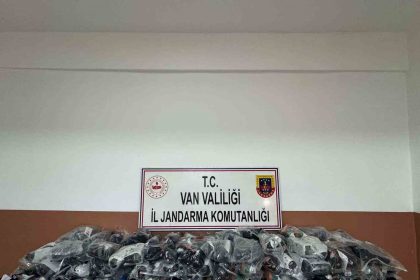 T.C.
VAN VALİLİĞİ
İL JANDARMA KOMUTANLIĞI